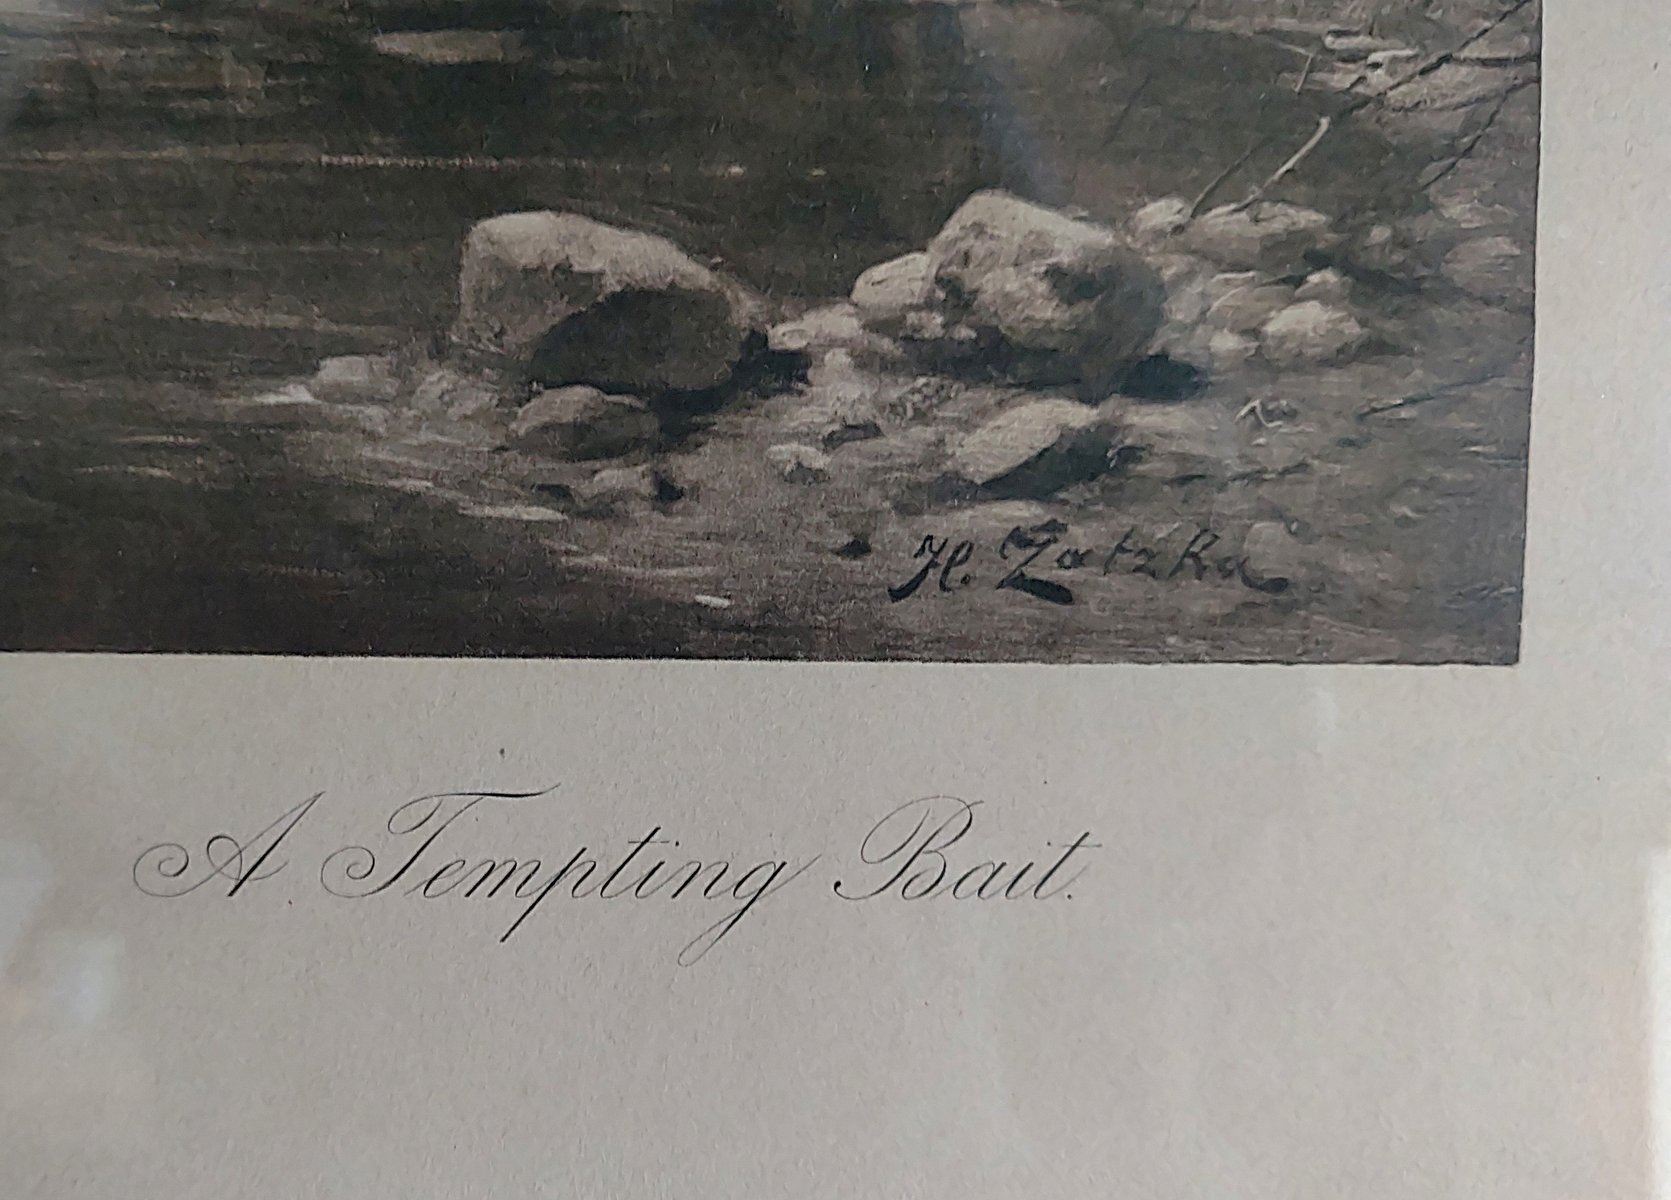 H. Zatzka
A Tempting Bait.